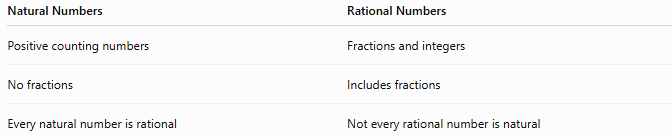 Natural Numbers Rational Numbers
Positive counting numbers Fractions and integers
No fractions Includes fractions
Every natural number is rational Not every rational number is natural